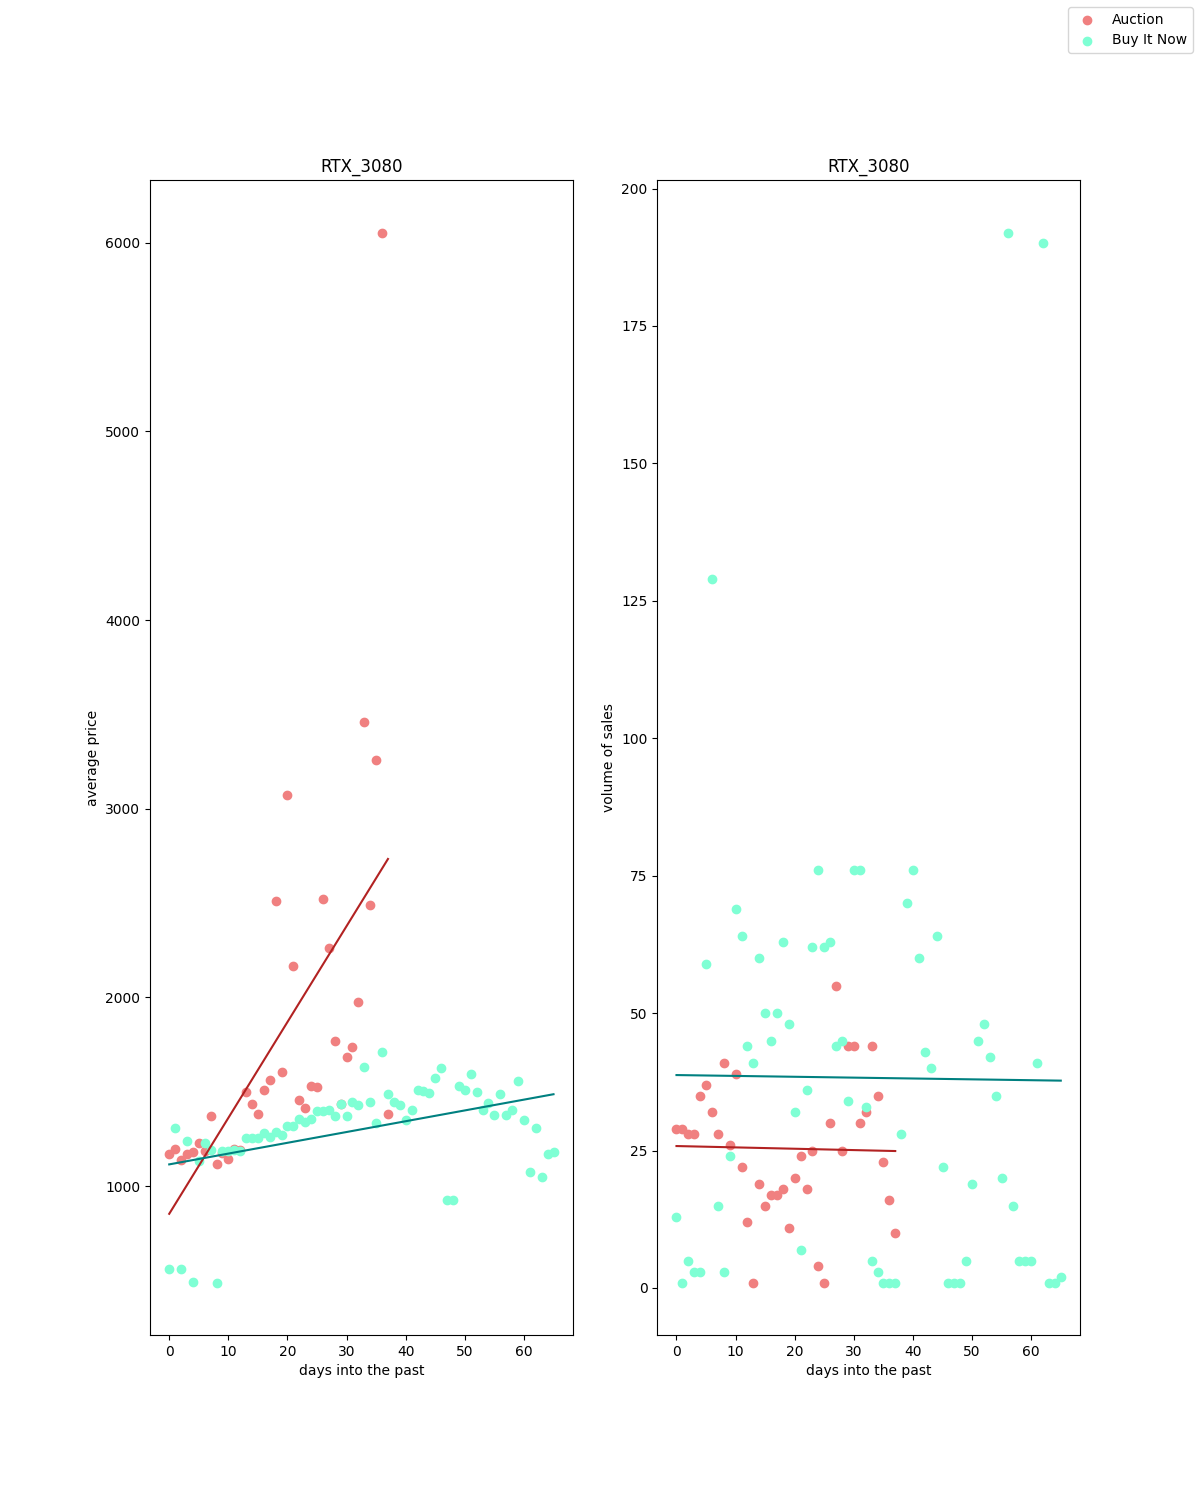 Auction
Buy It Now
RTX_3080
6000
5000
4000
3000
2000
1000
average price
0 10 20 30 40 50 60
days into the past
RTX_3080
200
175
150
125
100
75
50
25
0
volume of sales
0 10 20 30 40 50 60
days into the past